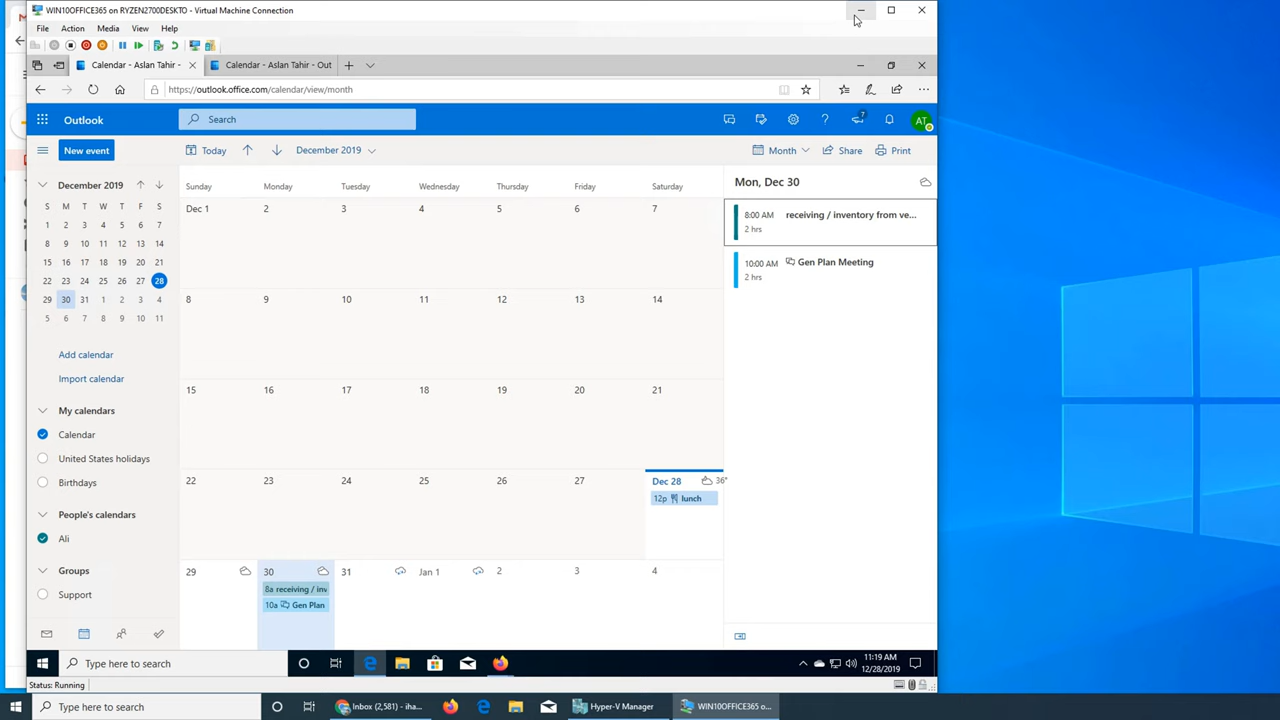 WIN10OFFICE365 on RYZEN2700DESKTO - Virtual Machine Connection
File Action Media View Help
Calendar - Aslan Tahir - Calendar - Aslan Tahir - Out
https://outlook.office.com/calendar/view/month
Outlook Search 7 AT
New event Today December 2019 Month Share Print
December 2019
S M T W T F S
1 2 3 4 5 6 7
8 9 10 11 12 13 14
15 16 17 18 19 20 21
22 23 24 25 26 27 28
29 30 31 1 2 3 4
5 6 7 8 9 10 11
Add calendar
Import calendar
My calendars
Calendar
United States holidays
Birthdays
People's calendars
Ali
Groups
Support
Sunday Monday Tuesday Wednesday Thursday Friday Saturday
Dec 1 2 3 4 5 6 7
8 9 10 11 12 13 14
15 16 17 18 19 20 21
22 23 24 25 26 27 Dec 28 36°
12p lunch
29 30 31 Jan 1 2 3 4
8a receiving / inv
10a Gen Plan
Mon, Dec 30
8:00 AM receiving / inventory from ve...
2 hrs
10:00 AM Gen Plan Meeting
2 hrs
Type here to search 11:19 AM
12/28/2019
Status: Running
Type here to search Inbox (2,581) - iha... Hyper-V Manager WIN10OFFICE365 o...